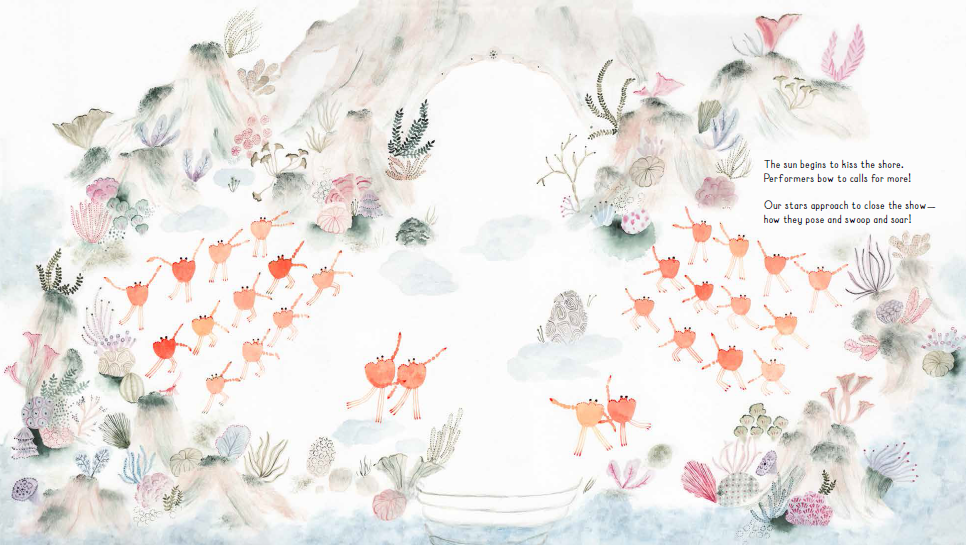 The sun begins to kiss the shore.
Performers bow to calls for more!
Our stars approach to close the show—
how they pose and swoop and soar!